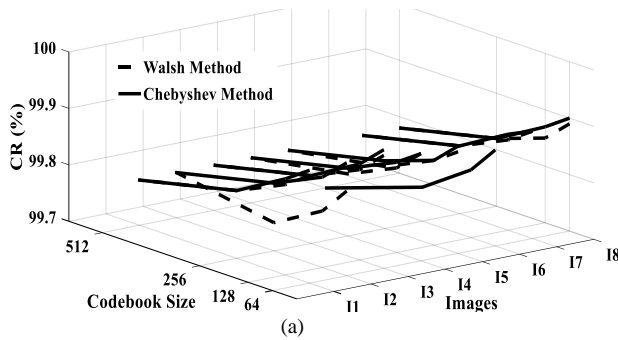 100
Walsh Method
99.9
Chebyshev Method
CR (%)
99.8
99.7
512
256
128
64
Codebook Size
I1
I2
I3
I4
I5
I6
I7
I8
Images
(a)